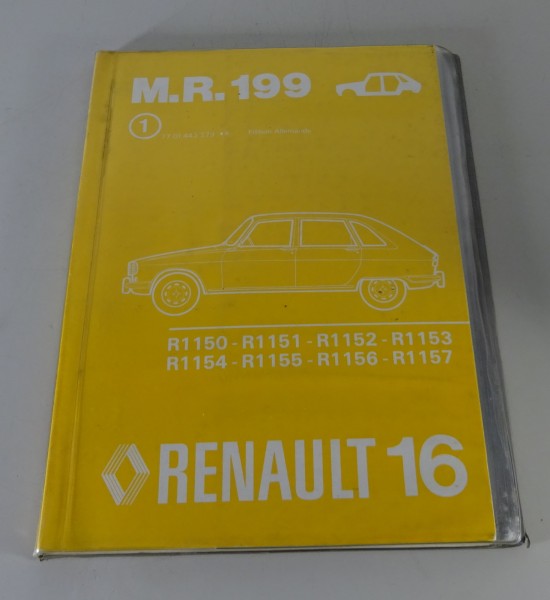 M.R.199
1
R1150 - R1151 - R1152 - R1153
R1154 - R1155 - R1156 - R1157
RENAULT 16